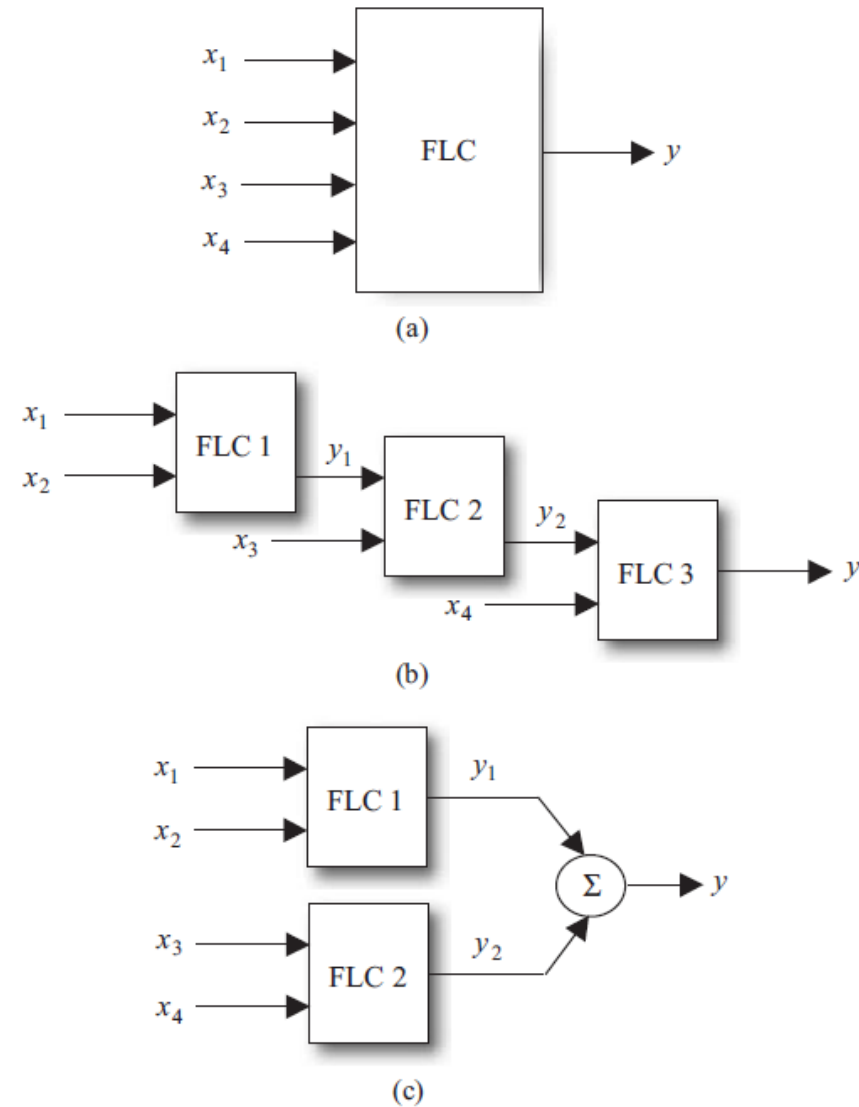 x₁
x₂
x₃
x₄
FLC
y
(a)
x₁
x₂
FLC 1
y₁
x₃
FLC 2
y₂
x₄
FLC 3
y
(b)
x₁
x₂
FLC 1
y₁
x₃
x₄
FLC 2
y₂
Σ
y
(c)